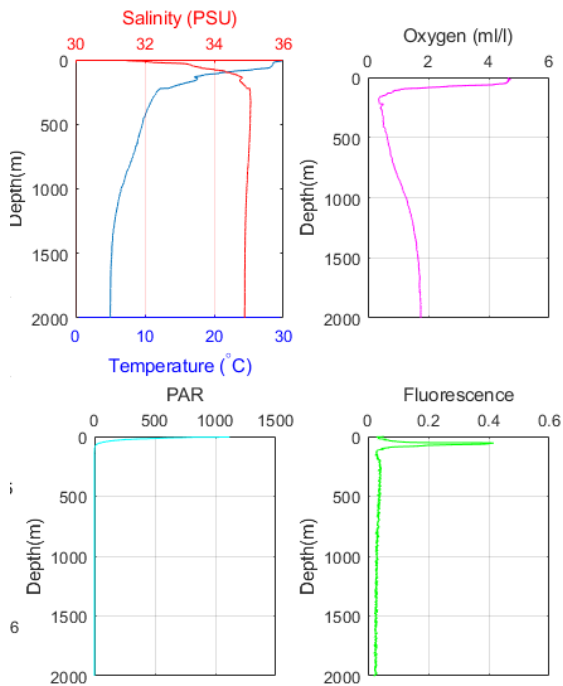 Salinity (PSU)
30 32 34 36
0
500
1000
1500
2000
Depth(m)
0 10 20 30
Temperature (°C)
Oxygen (ml/l)
0 2 4 6
0
500
1000
1500
2000
Depth(m)
PAR
0 500 1000 1500
0
500
1000
1500
2000
Depth(m)
6
Fluorescence
0 0.2 0.4 0.6
0
500
1000
1500
2000
Depth(m)